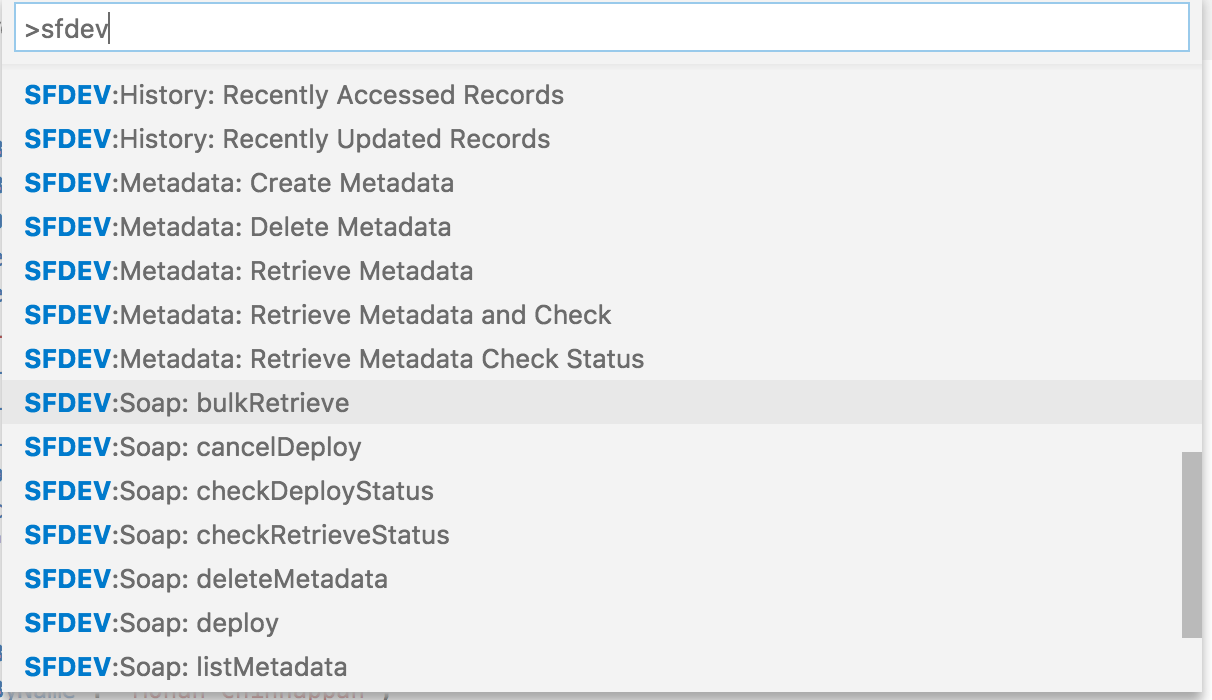 >sfdev
SFDEV:History: Recently Accessed Records
SFDEV:History: Recently Updated Records
SFDEV:Metadata: Create Metadata
SFDEV:Metadata: Delete Metadata
SFDEV:Metadata: Retrieve Metadata
SFDEV:Metadata: Retrieve Metadata and Check
SFDEV:Metadata: Retrieve Metadata Check Status
SFDEV:Soap: bulkRetrieve
SFDEV:Soap: cancelDeploy
SFDEV:Soap: checkDeployStatus
SFDEV:Soap: checkRetrieveStatus
SFDEV:Soap: deleteMetadata
SFDEV:Soap: deploy
SFDEV:Soap: listMetadata